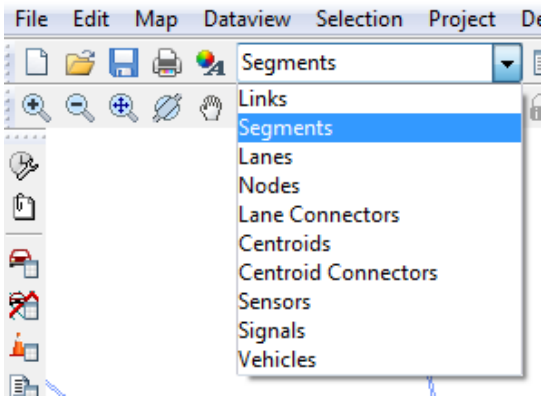 File Edit Map Dataview Selection Project
Segments
Links
Segments
Lanes
Nodes
Lane Connectors
Centroids
Centroid Connectors
Sensors
Signals
Vehicles